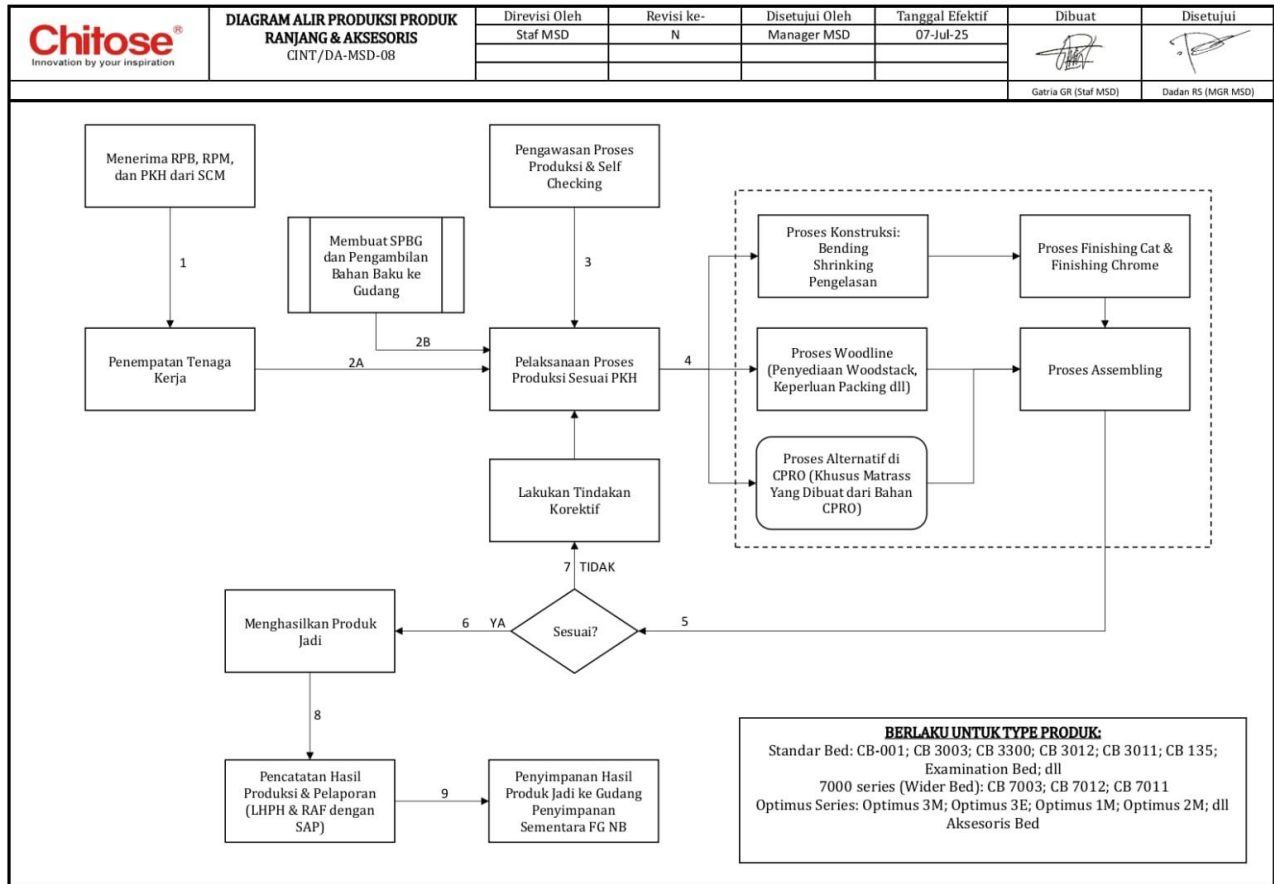 Chitose®
Innovation by your inspiration
DIAGRAM ALIR PRODUKSI PRODUK
RANJANG & AKSESORIS
CINT/DA-MSD-08
Direvisi Oleh
Revisi ke-
Disetujui Oleh
Tanggal Efektif
Dibuat
Disetujui
Staf MSD
N
Manager MSD
07-Jul-25
Gatria GR (Staf MSD)
Dadan RS (MGR MSD)
Menerima RPB, RPM,
dan PKH dari SCM
1
Penempatan Tenaga
Kerja
2A
Membuat SPBG
dan Pengambilan
Bahan Baku ke
Gudang
2B
Pengawasan Proses
Produksi & Self
Checking
3
Pelaksanaan Proses
Produksi Sesuai PKH
4
Proses Konstruksi:
Bending
Shrinking
Pengelasan
Proses Finishing Cat &
Finishing Chrome
Proses Woodline
(Penyediaan Woodstack,
Keperluan Packing dll)
Proses Assembling
Proses Alternatif di
CPRO (Khusus Matrass
Yang Dibuat dari Bahan
CPRO)
5
Sesuai?
7 TIDAK
Lakukan Tindakan
Korektif
6 YA
Menghasilkan Produk
Jadi
8
Pencatatan Hasil
Produksi & Pelaporan
(LHPH & RAF dengan
SAP)
9
Penyimpanan Hasil
Produk Jadi ke Gudang
Penyimpanan
Sementara FG NB
BERLAKU UNTUK TYPE PRODUK:
Standar Bed: CB-001; CB 3003; CB 3300; CB 3012; CB 3011; CB 135;
Examination Bed; dll
7000 series (Wider Bed): CB 7003; CB 7012; CB 7011
Optimus Series: Optimus 3M; Optimus 3E; Optimus 1M; Optimus 2M; dll
Aksesoris Bed